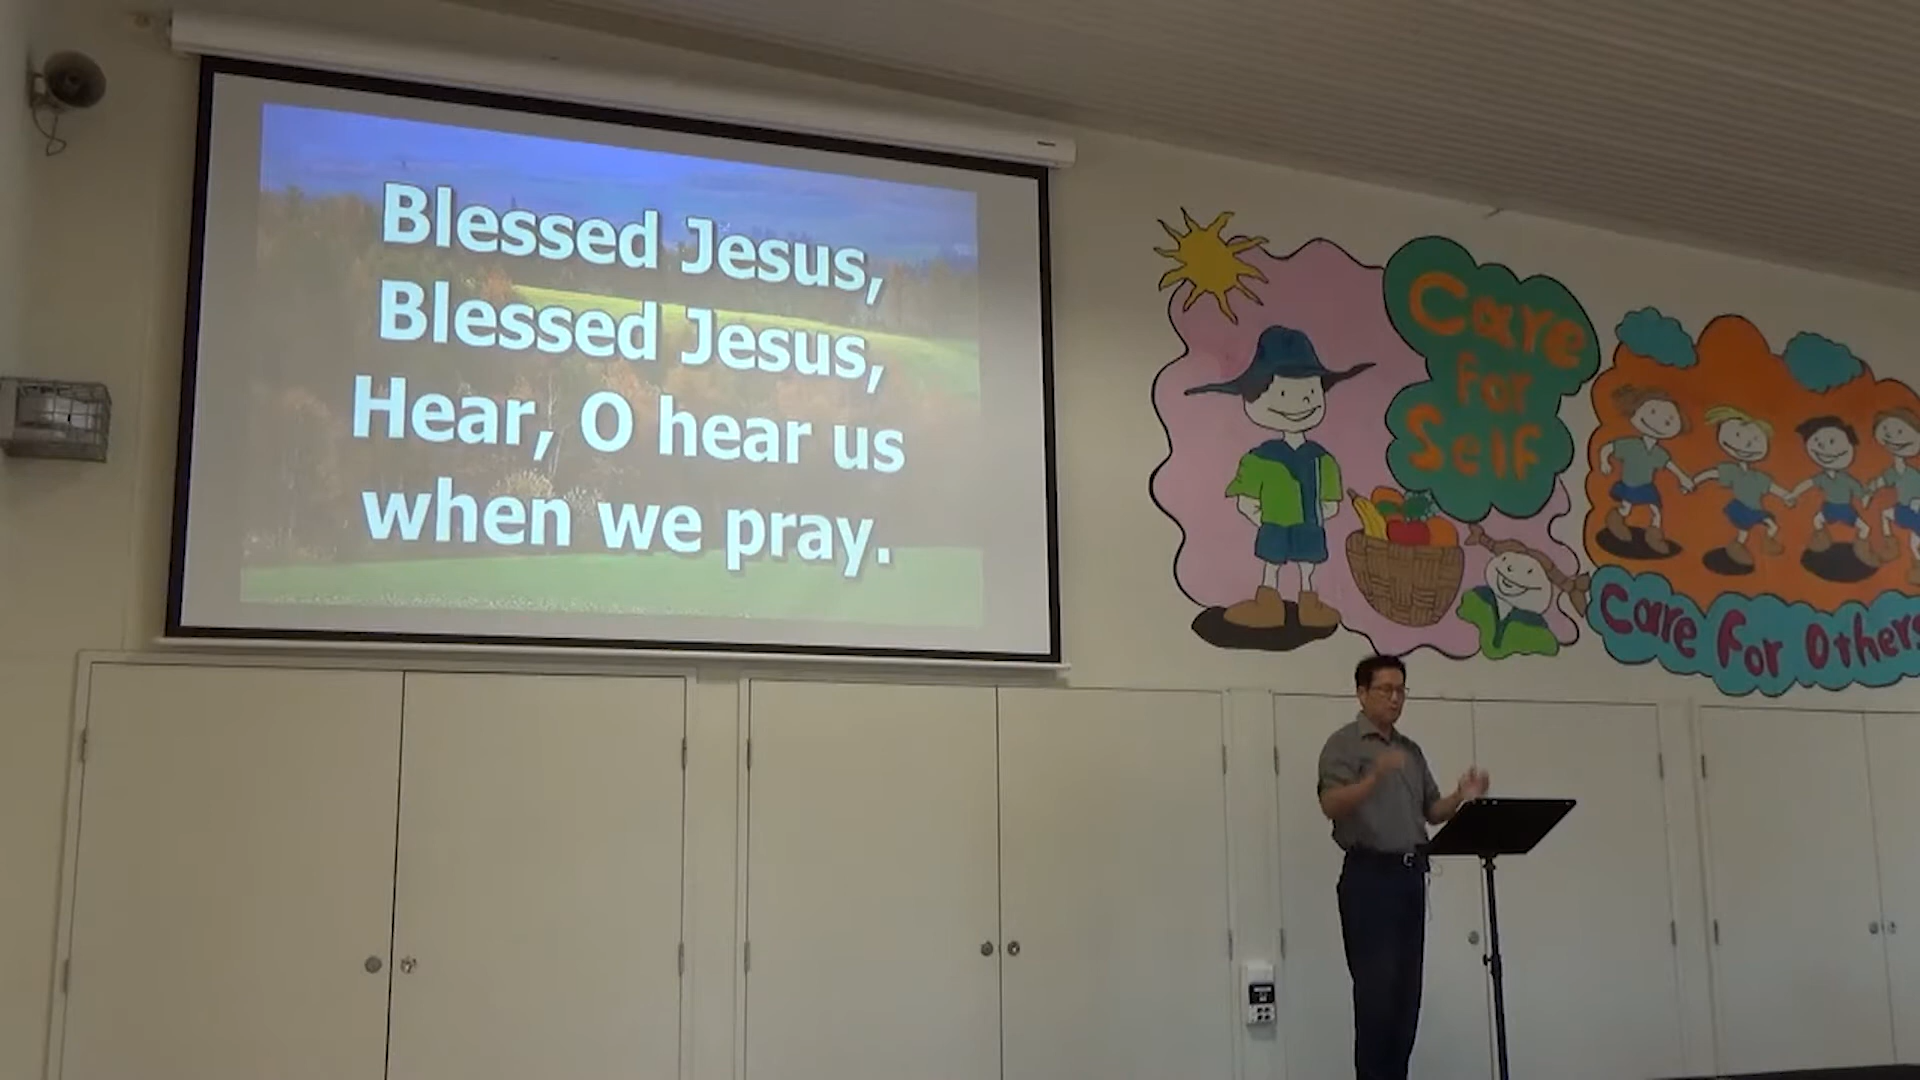 Blessed Jesus,
Blessed Jesus,
Hear, O hear us
when we pray.
Care
for
Self
Care for Others